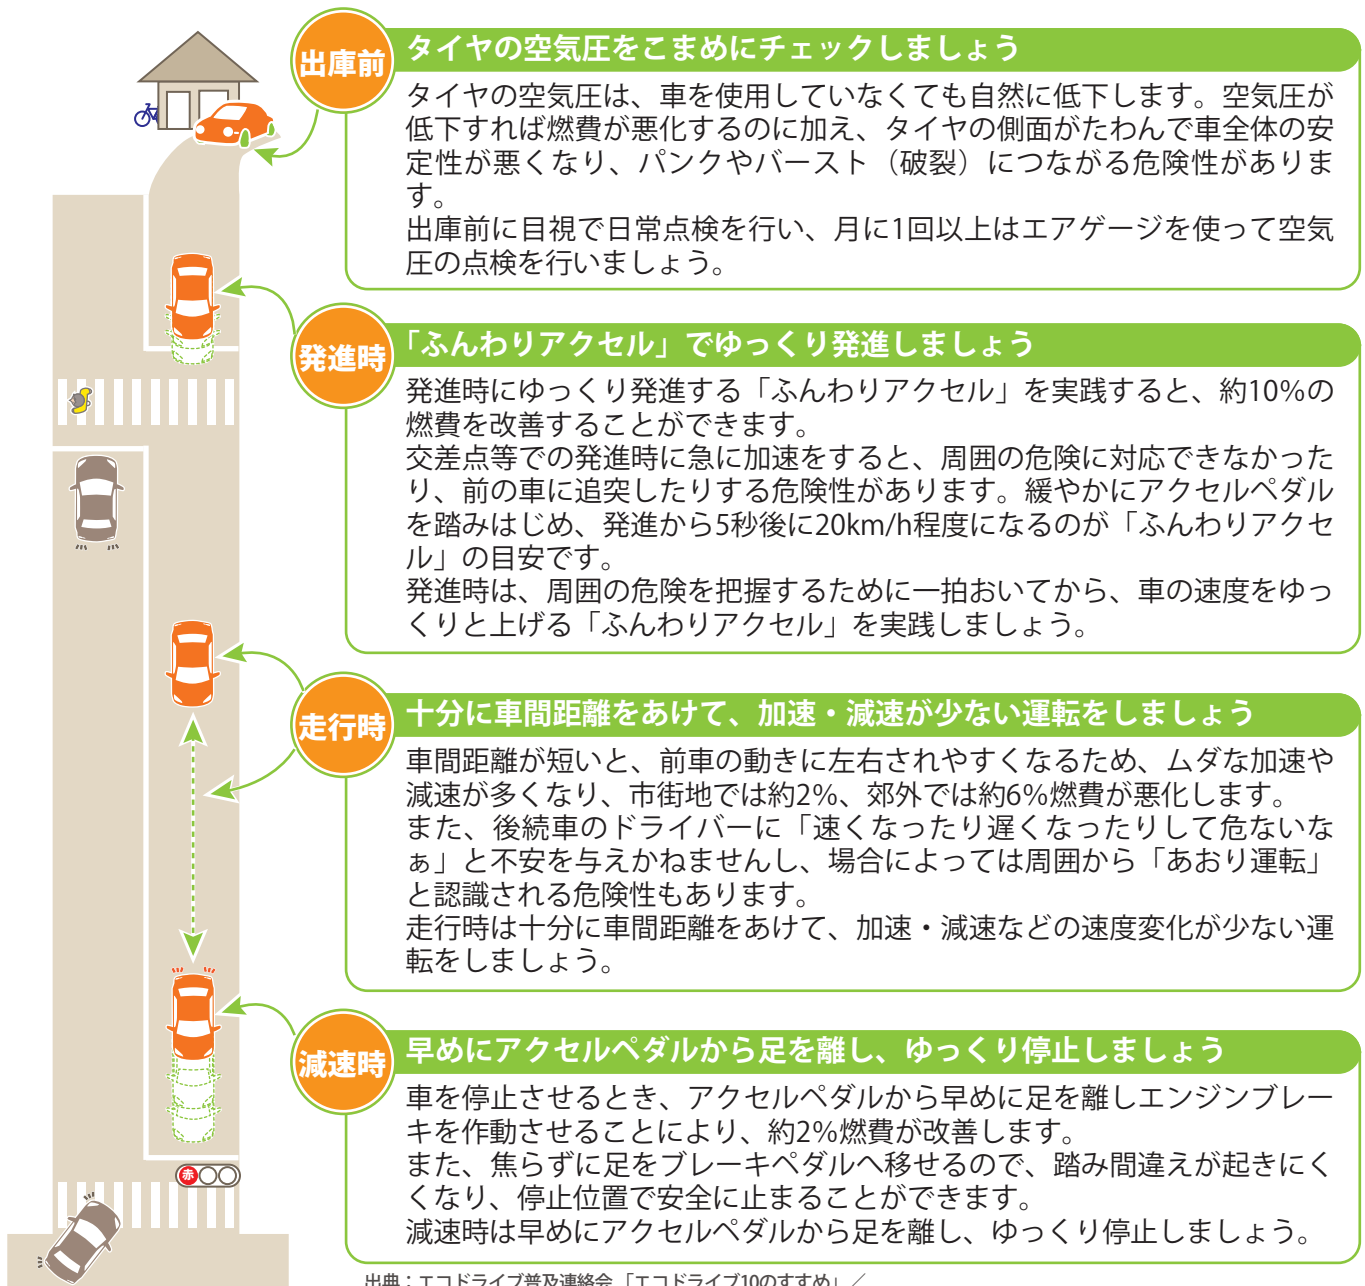 出庫前
タイヤの空気圧をこまめにチェックしましょう
タイヤの空気圧は、車を使用していなくても自然に低下します。空気圧が
低下すれば燃費が悪化するのに加え、タイヤの側面がたわんで車全体の安
定性が悪くなり、パンクやバースト（破裂）につながる危険性がありま
す。
出庫前に目視で日常点検を行い、月に1回以上はエアゲージを使って空気
圧の点検を行いましょう。
発進時
「ふんわりアクセル」でゆっくり発進しましょう
発進時にゆっくり発進する「ふんわりアクセル」を実践すると、約10%の
燃費を改善することができます。
交差点等での発進時に急に加速をすると、周囲の危険に対応できなかった
り、前の車に追突したりする危険性があります。緩やかにアクセルペダル
を踏みはじめ、発進から5秒後に20km/h程度になるのが「ふんわりアクセ
ル」の目安です。
発進時は、周囲の危険を把握するために一拍おいてから、車の速度をゆっ
くりと上げる「ふんわりアクセル」を実践しましょう。
走行時
十分に車間距離をあけて、加速・減速が少ない運転をしましょう
車間距離が短いと、前車の動きに左右されやすくなるため、ムダな加速や
減速が多くなり、市街地では約2%、郊外では約6%燃費が悪化します。
また、後続車のドライバーに「速くなったり遅くなったりして危ないな
ぁ」と不安を与えかねませんし、場合によっては周囲から「あおり運転」
と認識される危険性もあります。
走行時は十分に車間距離をあけて、加速・減速などの速度変化が少ない運
転をしましょう。
減速時
早めにアクセルペダルから足を離し、ゆっくり停止しましょう
車を停止させるとき、アクセルペダルから早めに足を離しエンジンブレー
キを作動させることにより、約2%燃費が改善します。
また、焦らずに足をブレーキペダルへ移せるので、踏み間違えが起きにく
くなり、停止位置で安全に止まることができます。
減速時は早めにアクセルペダルから足を離し、ゆっくり停止しましょう。
赤
出典：エコドライブ普及連絡会「エコドライブ10のすすめ」／